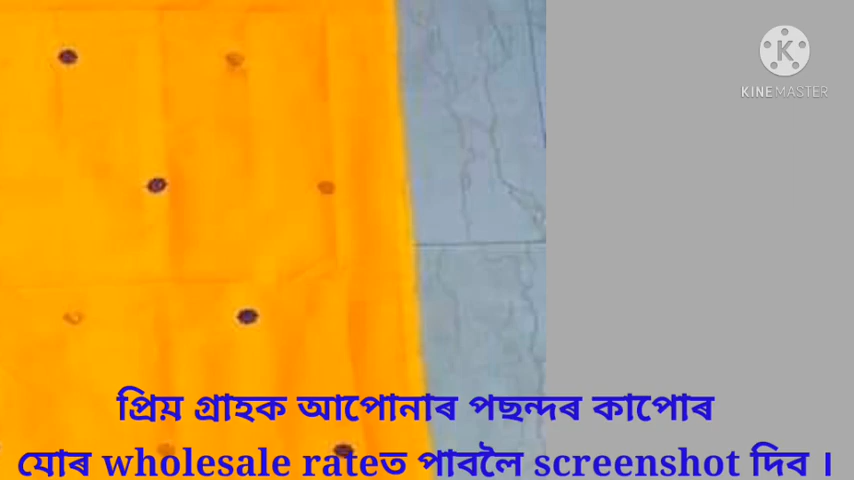 K
KINEMASTER
প্ৰিয় গ্ৰাহক আপোনাৰ পছন্দৰ কাপোৰ
যোৰ wholesale rateত পাবলৈ screenshot দিব ।